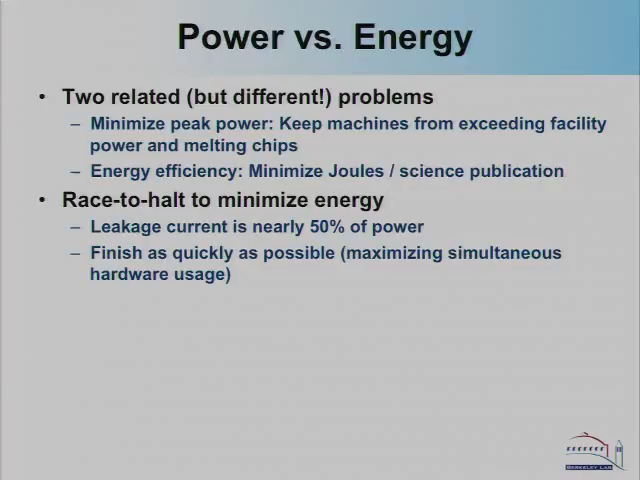 Power vs. Energy
• Two related (but different!) problems
– Minimize peak power: Keep machines from exceeding facility
power and melting chips
– Energy efficiency: Minimize Joules / science publication
• Race-to-halt to minimize energy
– Leakage current is nearly 50% of power
– Finish as quickly as possible (maximizing simultaneous
hardware usage)
BERKELEY LAB